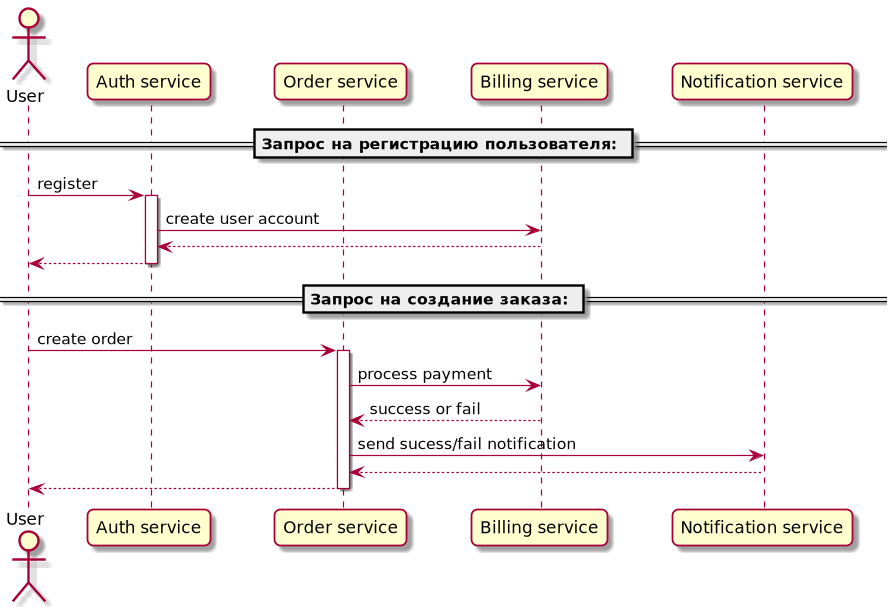 User
Auth service
Order service
Billing service
Notification service
Запрос на регистрацию пользователя:
register
create user account
Запрос на создание заказа:
create order
process payment
success or fail
send sucess/fail notification
User
Auth service
Order service
Billing service
Notification service